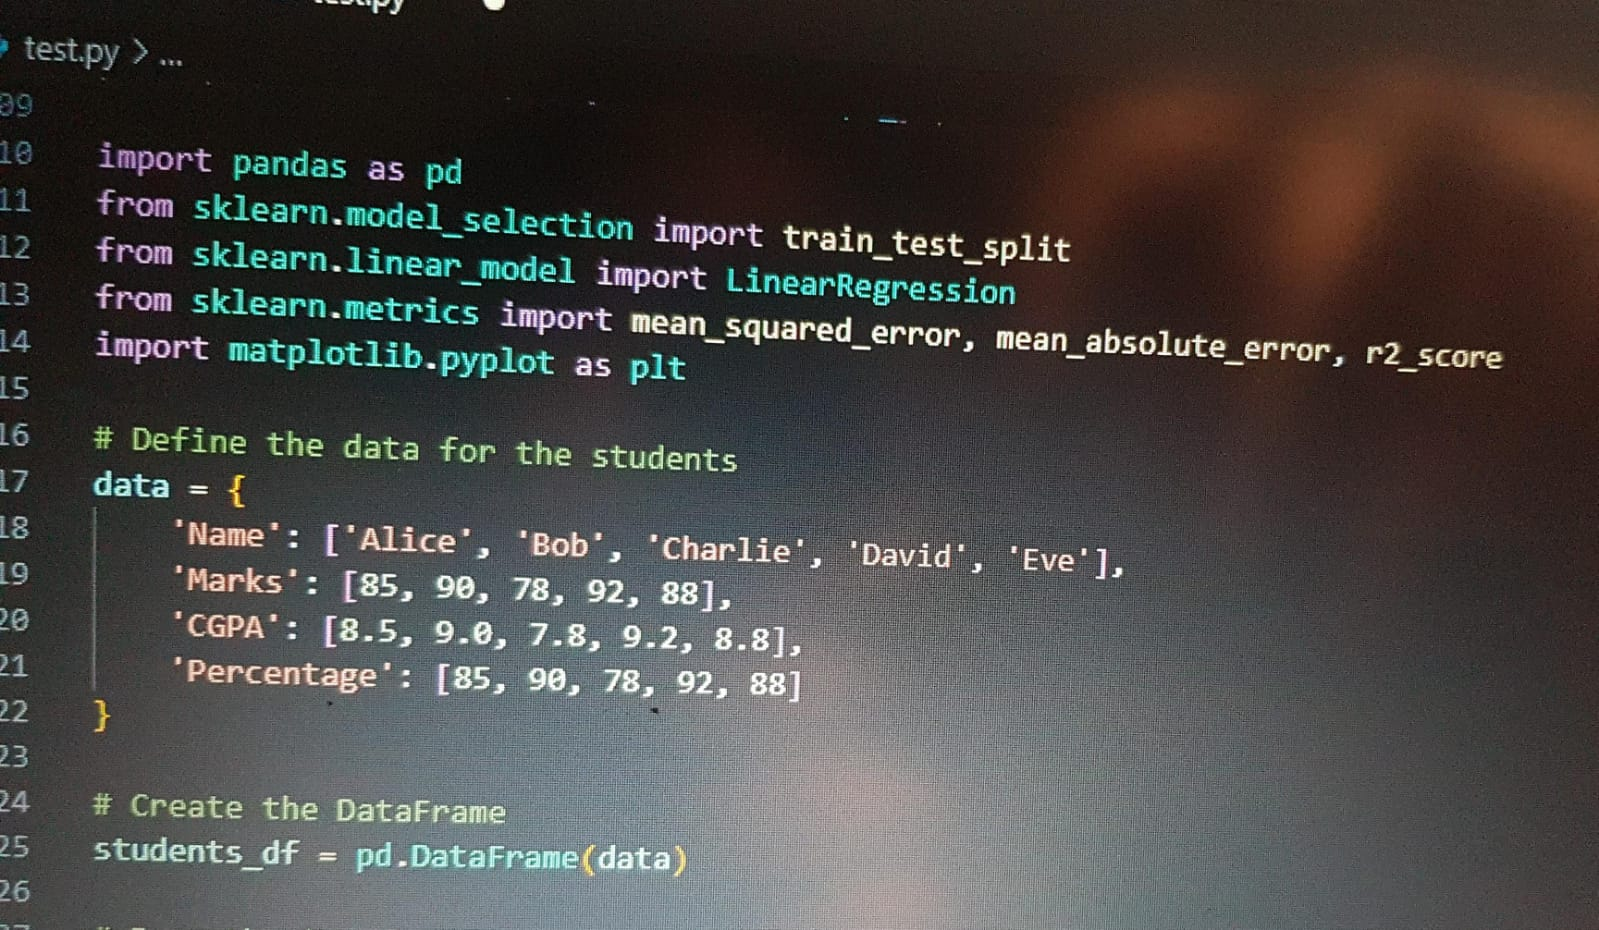 test.py
test.py > ...
09
10 import pandas as pd
11 from sklearn.model_selection import train_test_split
12 from sklearn.linear_model import LinearRegression
13 from sklearn.metrics import mean_squared_error, mean_absolute_error, r2_score
14 import matplotlib.pyplot as plt
15
16 # Define the data for the students
17 data = {
18 'Name': ['Alice', 'Bob', 'Charlie', 'David', 'Eve'],
19 'Marks': [85, 90, 78, 92, 88],
20 'CGPA': [8.5, 9.0, 7.8, 9.2, 8.8],
21 'Percentage': [85, 90, 78, 92, 88]
22 }
23
24 # Create the DataFrame
25 students_df = pd.DataFrame(data)
26